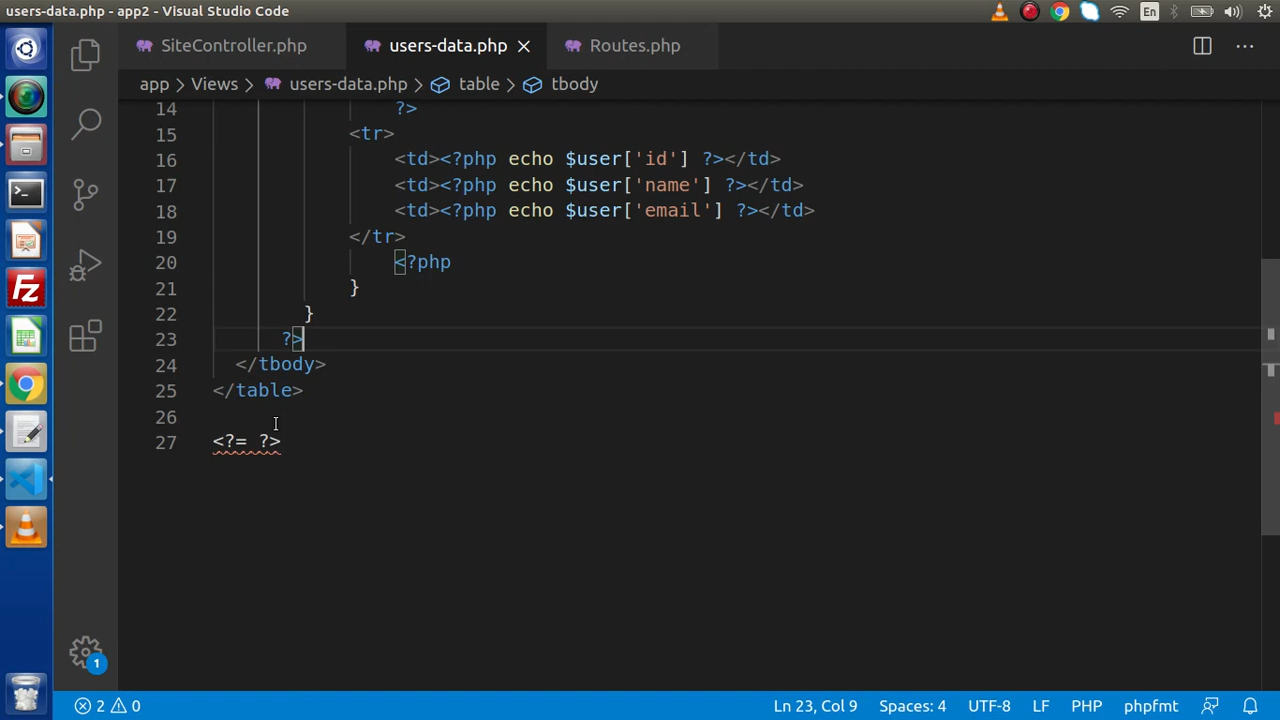 users-data.php - app2 - Visual Studio Code
En
SiteController.php
users-data.php
Routes.php
app > Views > users-data.php > table > tbody
14 ?>
15 <tr>
16 <td><?php echo $user['id'] ?></td>
17 <td><?php echo $user['name'] ?></td>
18 <td><?php echo $user['email'] ?></td>
19 </tr>
20 <?php
21 }
22 }
23 ?>
24 </tbody>
25 </table>
26
27 <?= ?>
1
2 0 Ln 23, Col 9 Spaces: 4 UTF-8 LF PHP phpfmt